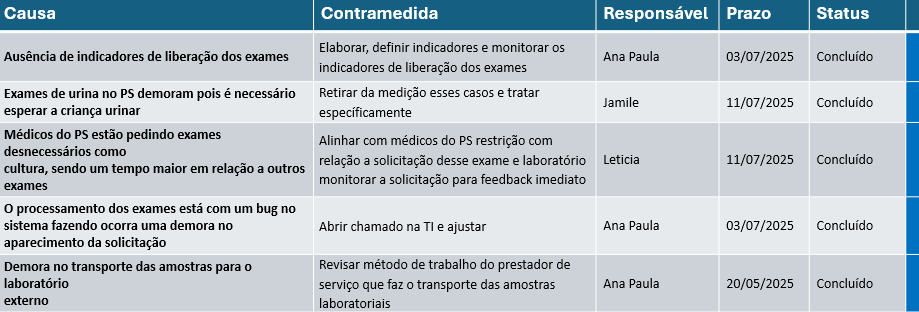 Causa Contramedida Responsável Prazo Status
Ausência de indicadores de liberação dos exames
Elaborar, definir indicadores e monitorar os
indicadores de liberação dos exames
Ana Paula
03/07/2025
Concluído
Exames de urina no PS demoram pois é necessário
esperar a criança urinar
Retirar da medição esses casos e tratar
específicamente
Jamile
11/07/2025
Concluído
Médicos do PS estão pedindo exames
desnecessários como
cultura, sendo um tempo maior em relação a outros
exames
Alinhar com médicos do PS restrição com
relação a solicitação desse exame e laboratório
monitorar a solicitação para feedback imediato
Leticia
11/07/2025
Concluído
O processamento dos exames está com um bug no
sistema fazendo ocorra uma demora no
aparecimento da solicitação
Abrir chamado na TI e ajustar
Ana Paula
03/07/2025
Concluído
Demora no transporte das amostras para o
laboratório
externo
Revisar método de trabalho do prestador de
serviço que faz o transporte das amostras
laboratoriais
Ana Paula
20/05/2025
Concluído